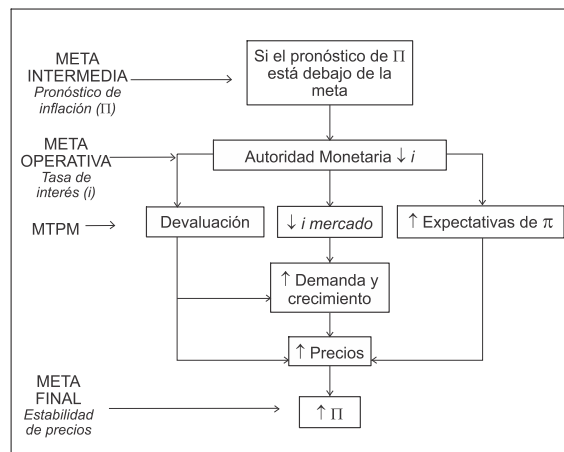 META
INTERMEDIA
Pronóstico de
inflación (Π)
Si el pronóstico de Π
está debajo de la
meta
META
OPERATIVA
Tasa de
interés (i)
Autoridad Monetaria ↓ i
MTPM
Devaluación
↓ i mercado
↑ Expectativas de π
↑ Demanda y
crecimiento
↑ Precios
META
FINAL
Estabilidad
de precios
↑ Π